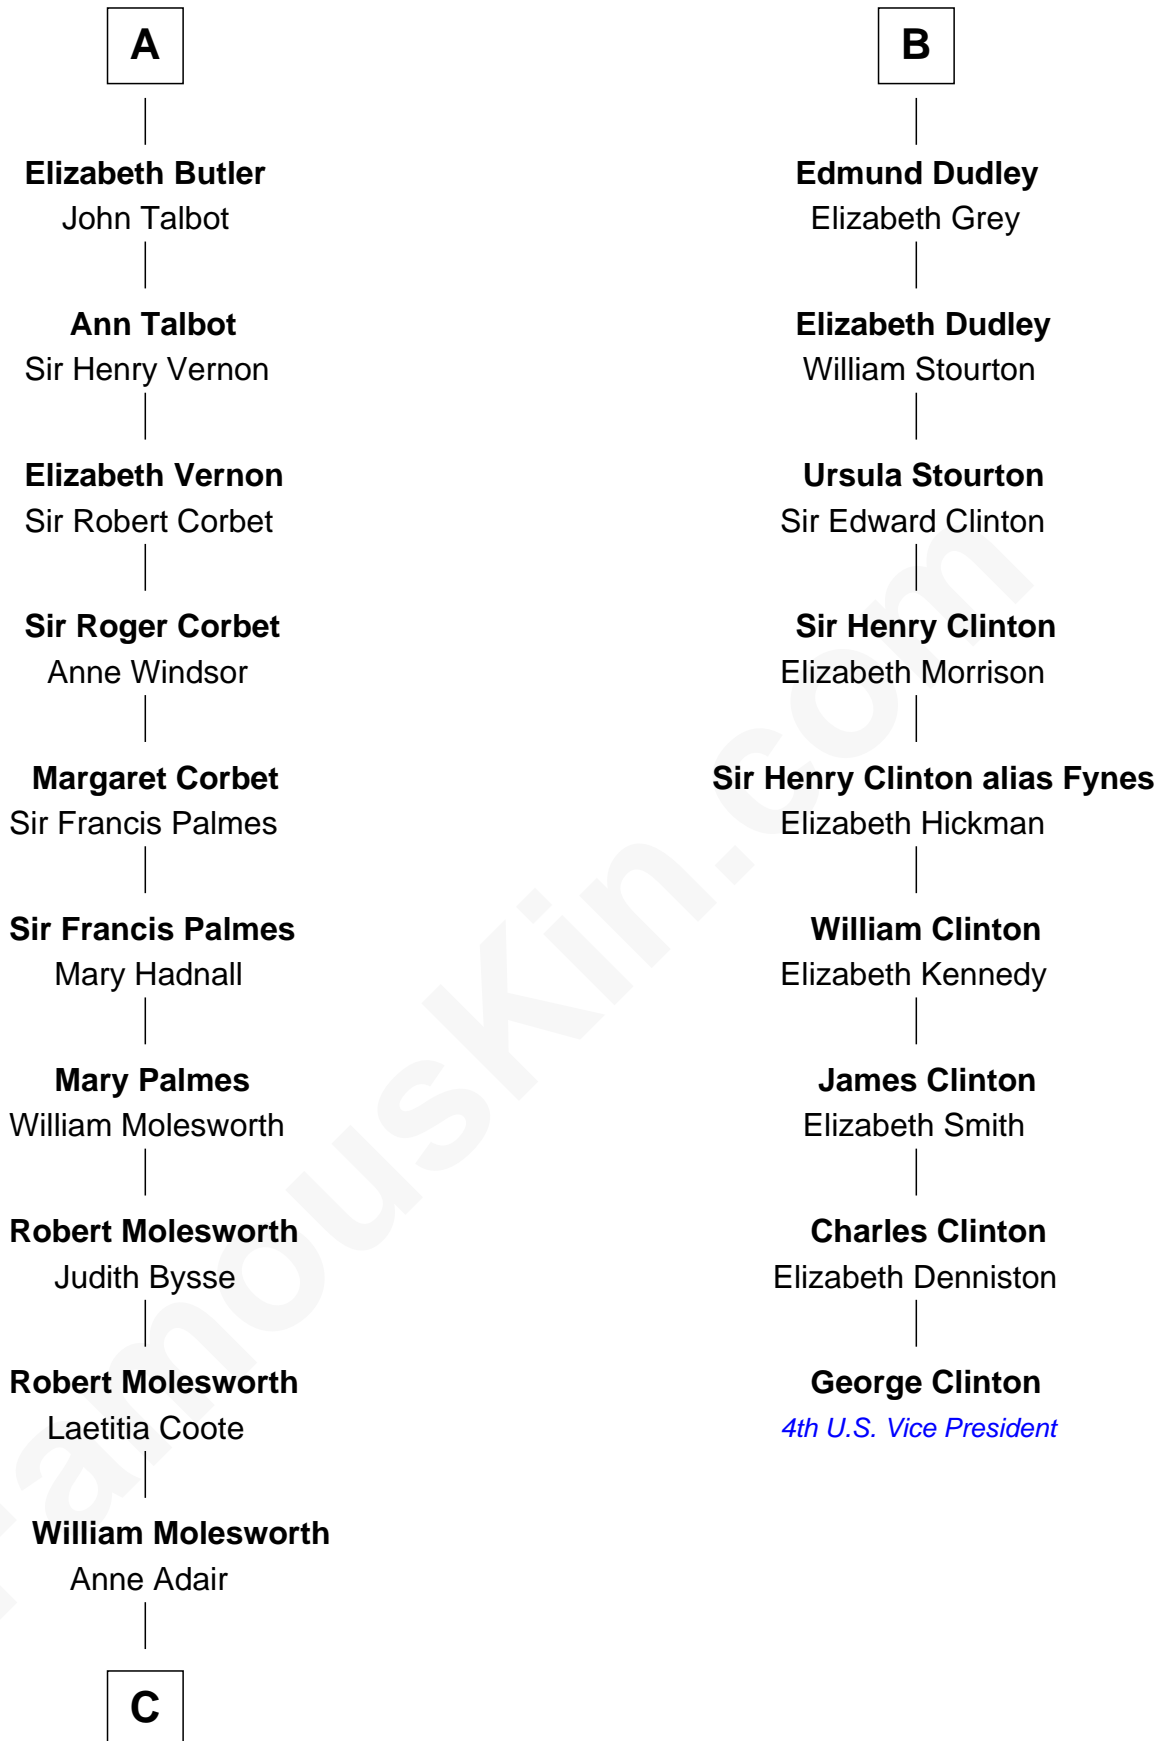 A
Elizabeth Butler
John Talbot
Ann Talbot
Sir Henry Vernon
Elizabeth Vernon
Sir Robert Corbet
Sir Roger Corbet
Anne Windsor
Margaret Corbet
Sir Francis Palmes
Sir Francis Palmes
Mary Hadnall
Mary Palmes
William Molesworth
Robert Molesworth
Judith Bysse
Robert Molesworth
Laetitia Coote
William Molesworth
Anne Adair
C
B
Edmund Dudley
Elizabeth Grey
Elizabeth Dudley
William Stourton
Ursula Stourton
Sir Edward Clinton
Sir Henry Clinton
Elizabeth Morrison
Sir Henry Clinton alias Fynes
Elizabeth Hickman
William Clinton
Elizabeth Kennedy
James Clinton
Elizabeth Smith
Charles Clinton
Elizabeth Denniston
George Clinton
4th U.S. Vice President
FamousKin.com